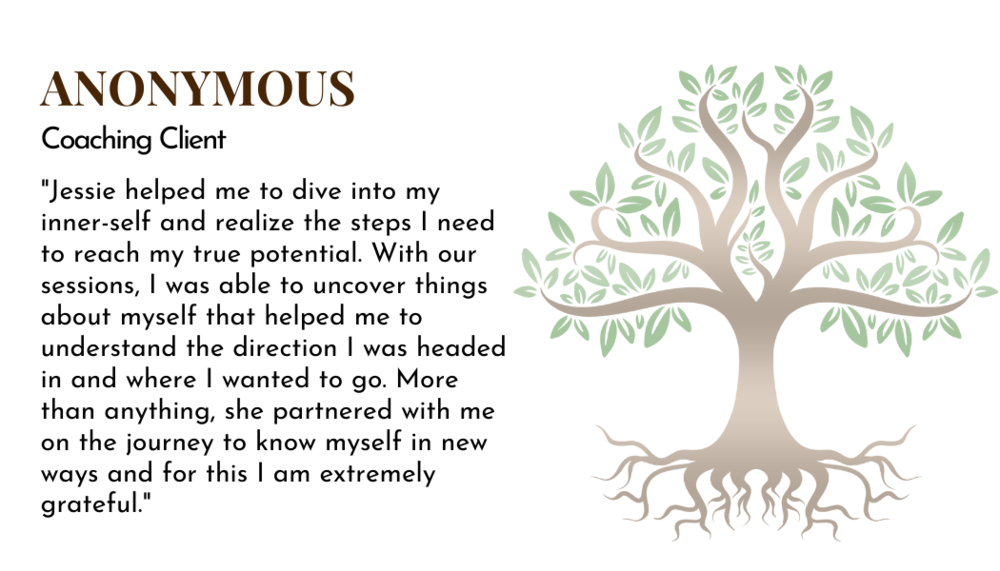 ANONYMOUS
Coaching Client
"Jessie helped me to dive into my
inner-self and realize the steps I need
to reach my true potential. With our
sessions, I was able to uncover things
about myself that helped me to
understand the direction I was headed
in and where I wanted to go. More
than anything, she partnered with me
on the journey to know myself in new
ways and for this I am extremely
grateful."